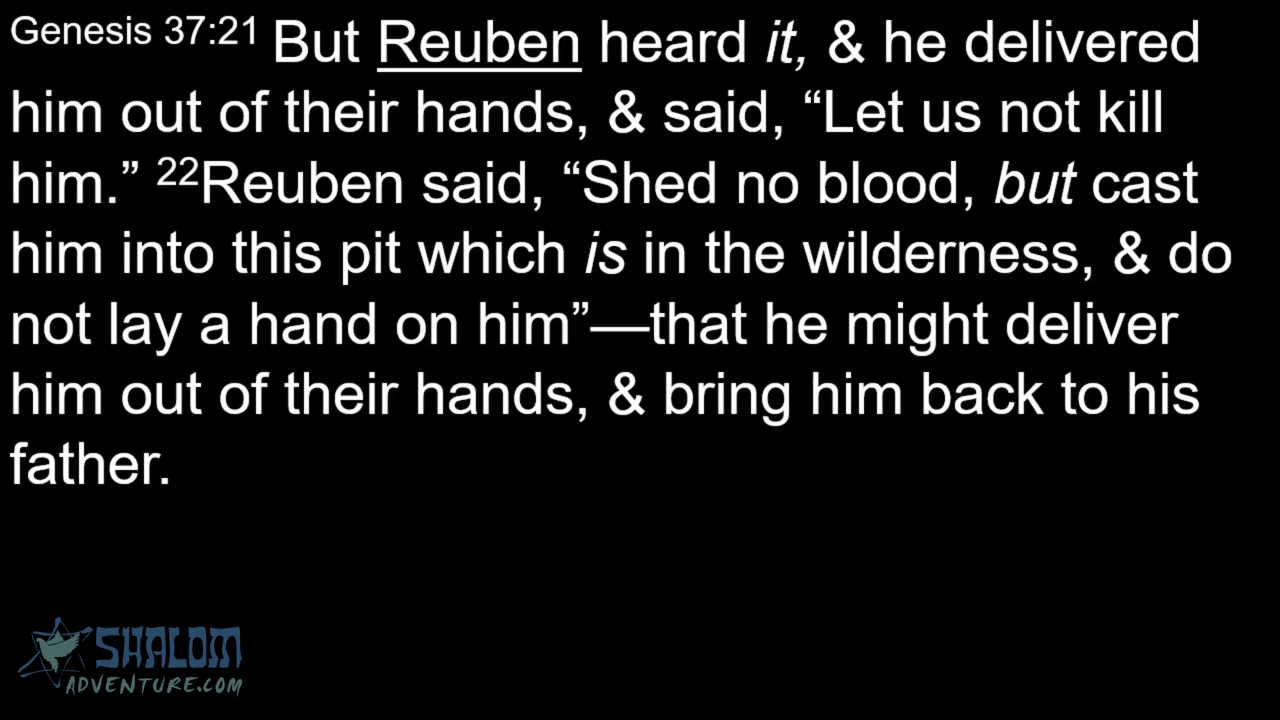 Genesis 37:21 But Reuben heard it, & he delivered
him out of their hands, & said, “Let us not kill
him.” 22Reuben said, “Shed no blood, but cast
him into this pit which is in the wilderness, & do
not lay a hand on him”—that he might deliver
him out of their hands, & bring him back to his
father.
SHALOM
ADVENTURE.COM